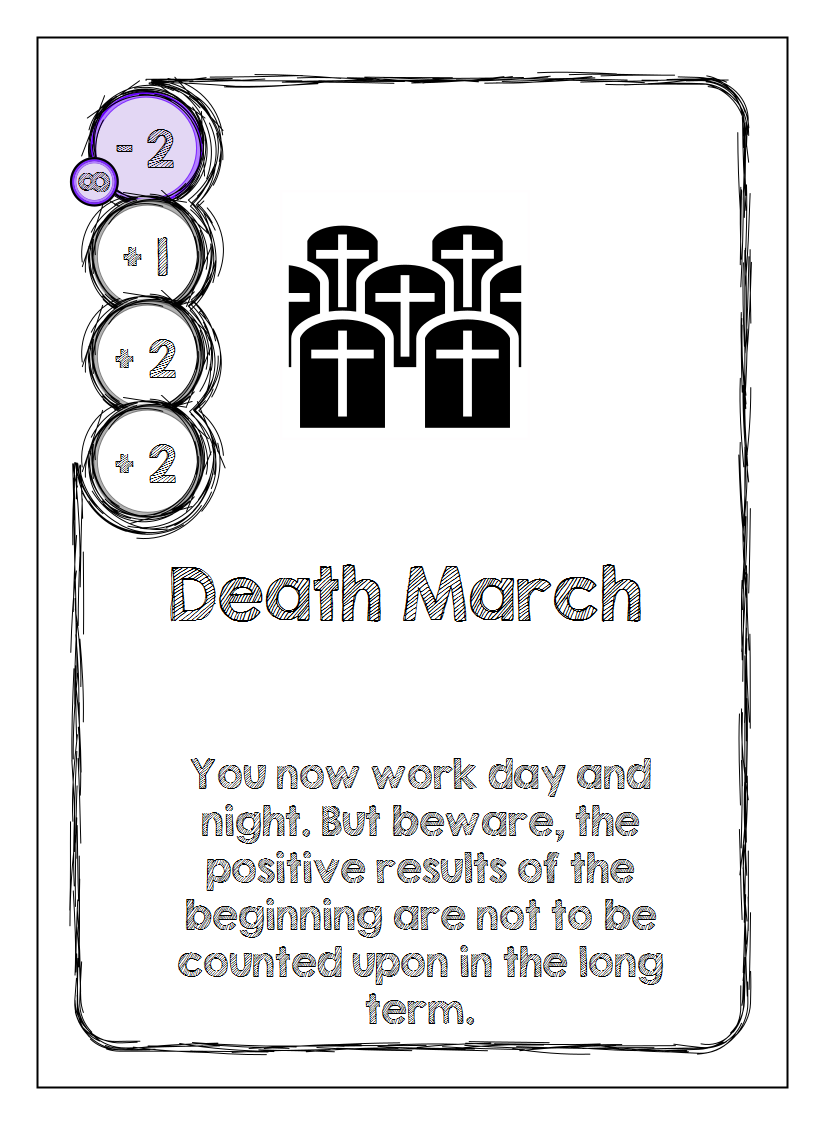 - 2
∞
+ 1
+ 2
+ 2
Death March
You now work day and
night. But beware, the
positive results of the
beginning are not to be
counted upon in the long
term.